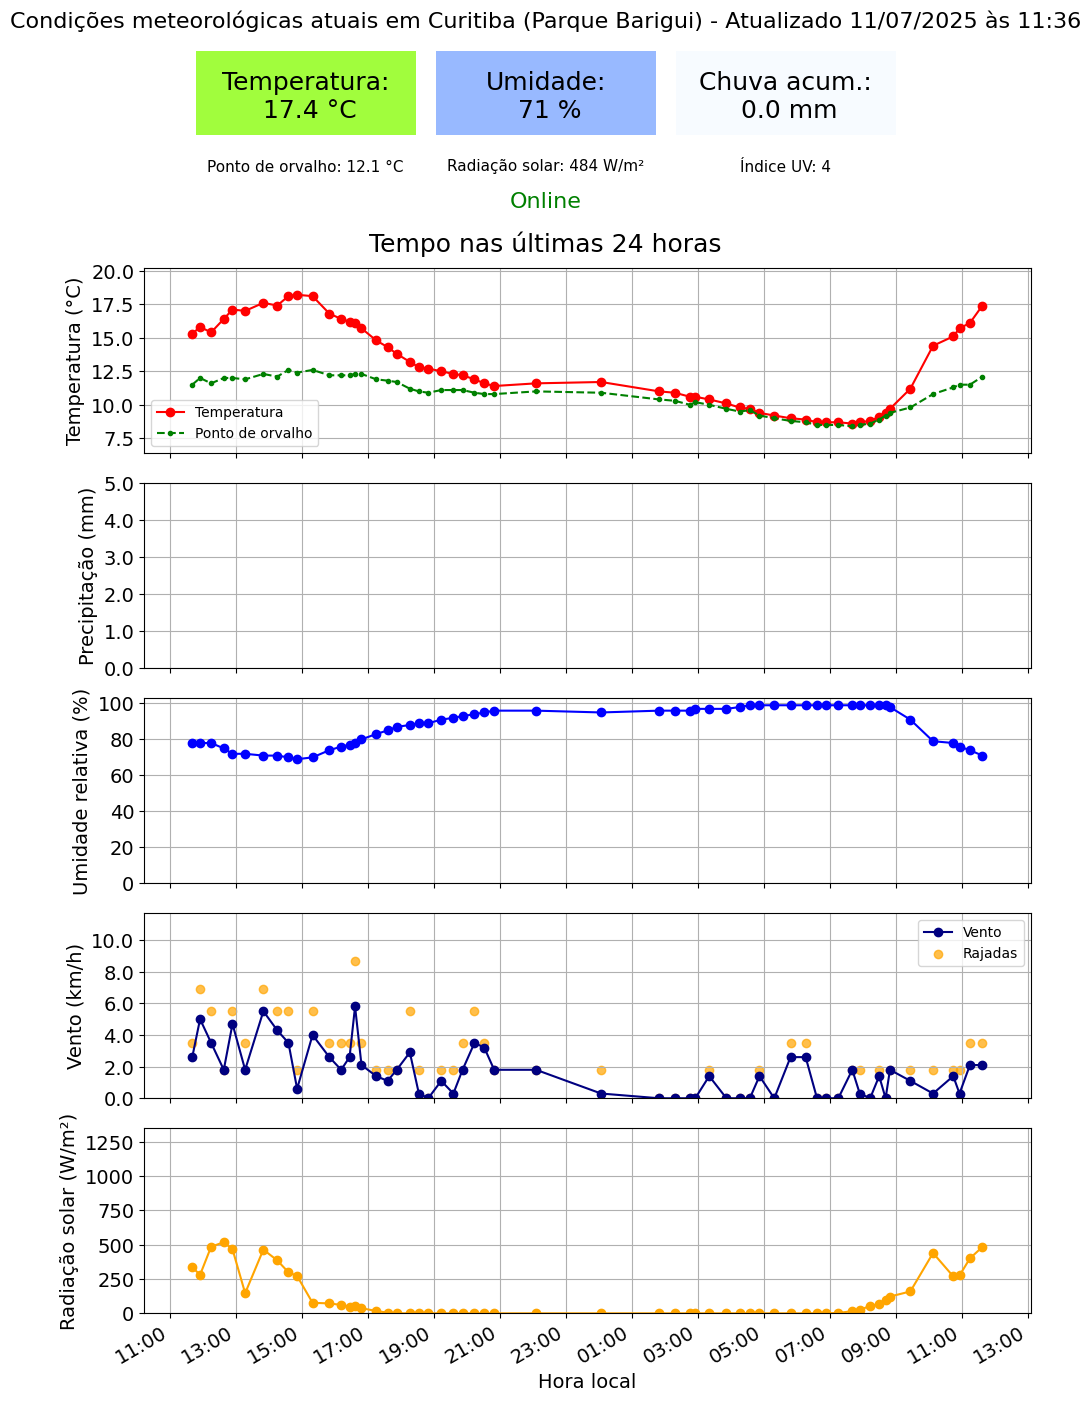 Condições meteorológicas atuais em Curitiba (Parque Barigui) - Atualizado 11/07/2025 às 11:36
Temperatura:
17.4 °C
Umidade:
71 %
Chuva acum.:
0.0 mm
Ponto de orvalho: 12.1 °C
Radiação solar: 484 W/m²
Índice UV: 4
Online
Tempo nas últimas 24 horas
Temperatura (°C)
20.0
17.5
15.0
12.5
10.0
7.5
Temperatura
Ponto de orvalho
Precipitação (mm)
5.0
4.0
3.0
2.0
1.0
0.0
Umidade relativa (%)
100
80
60
40
20
0
Vento (km/h)
10.0
8.0
6.0
4.0
2.0
0.0
Vento
Rajadas
Radiação solar (W/m²)
1250
1000
750
500
250
0
11:00
13:00
15:00
17:00
19:00
21:00
23:00
01:00
03:00
05:00
07:00
09:00
11:00
13:00
Hora local